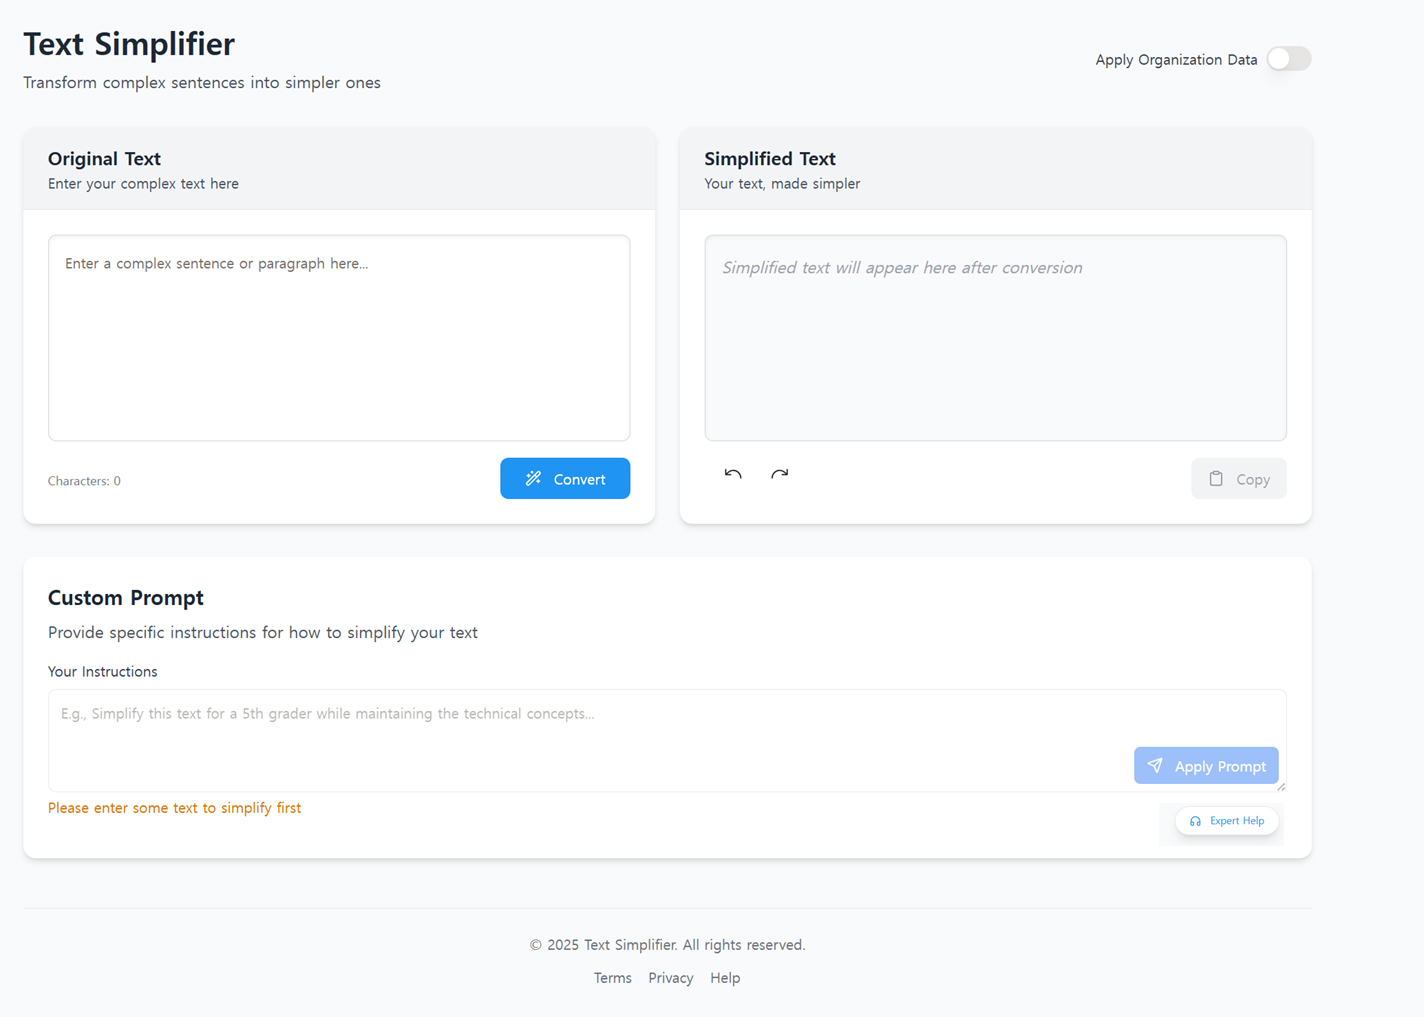 Text Simplifier
Transform complex sentences into simpler ones
Apply Organization Data
Original Text
Enter your complex text here
Enter a complex sentence or paragraph here...
Characters: 0
Convert
Simplified Text
Your text, made simpler
Simplified text will appear here after conversion
Copy
Custom Prompt
Provide specific instructions for how to simplify your text
Your Instructions
E.g., Simplify this text for a 5th grader while maintaining the technical concepts...
Apply Prompt
Please enter some text to simplify first
Expert Help
© 2025 Text Simplifier. All rights reserved.
Terms Privacy Help